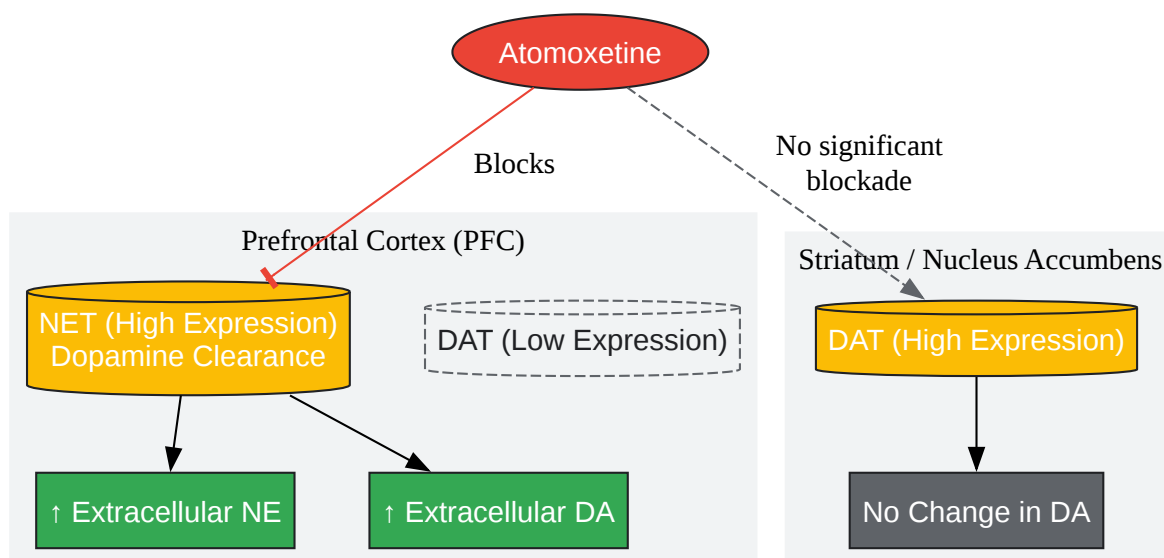 Atomoxetine
Blocks
No significant
blockade
Prefrontal Cortex (PFC)
Striatum / Nucleus Accumbens
NET (High Expression)
Dopamine Clearance
DAT (Low Expression)
DAT (High Expression)
↑ Extracellular NE
↑ Extracellular DA
No Change in DA